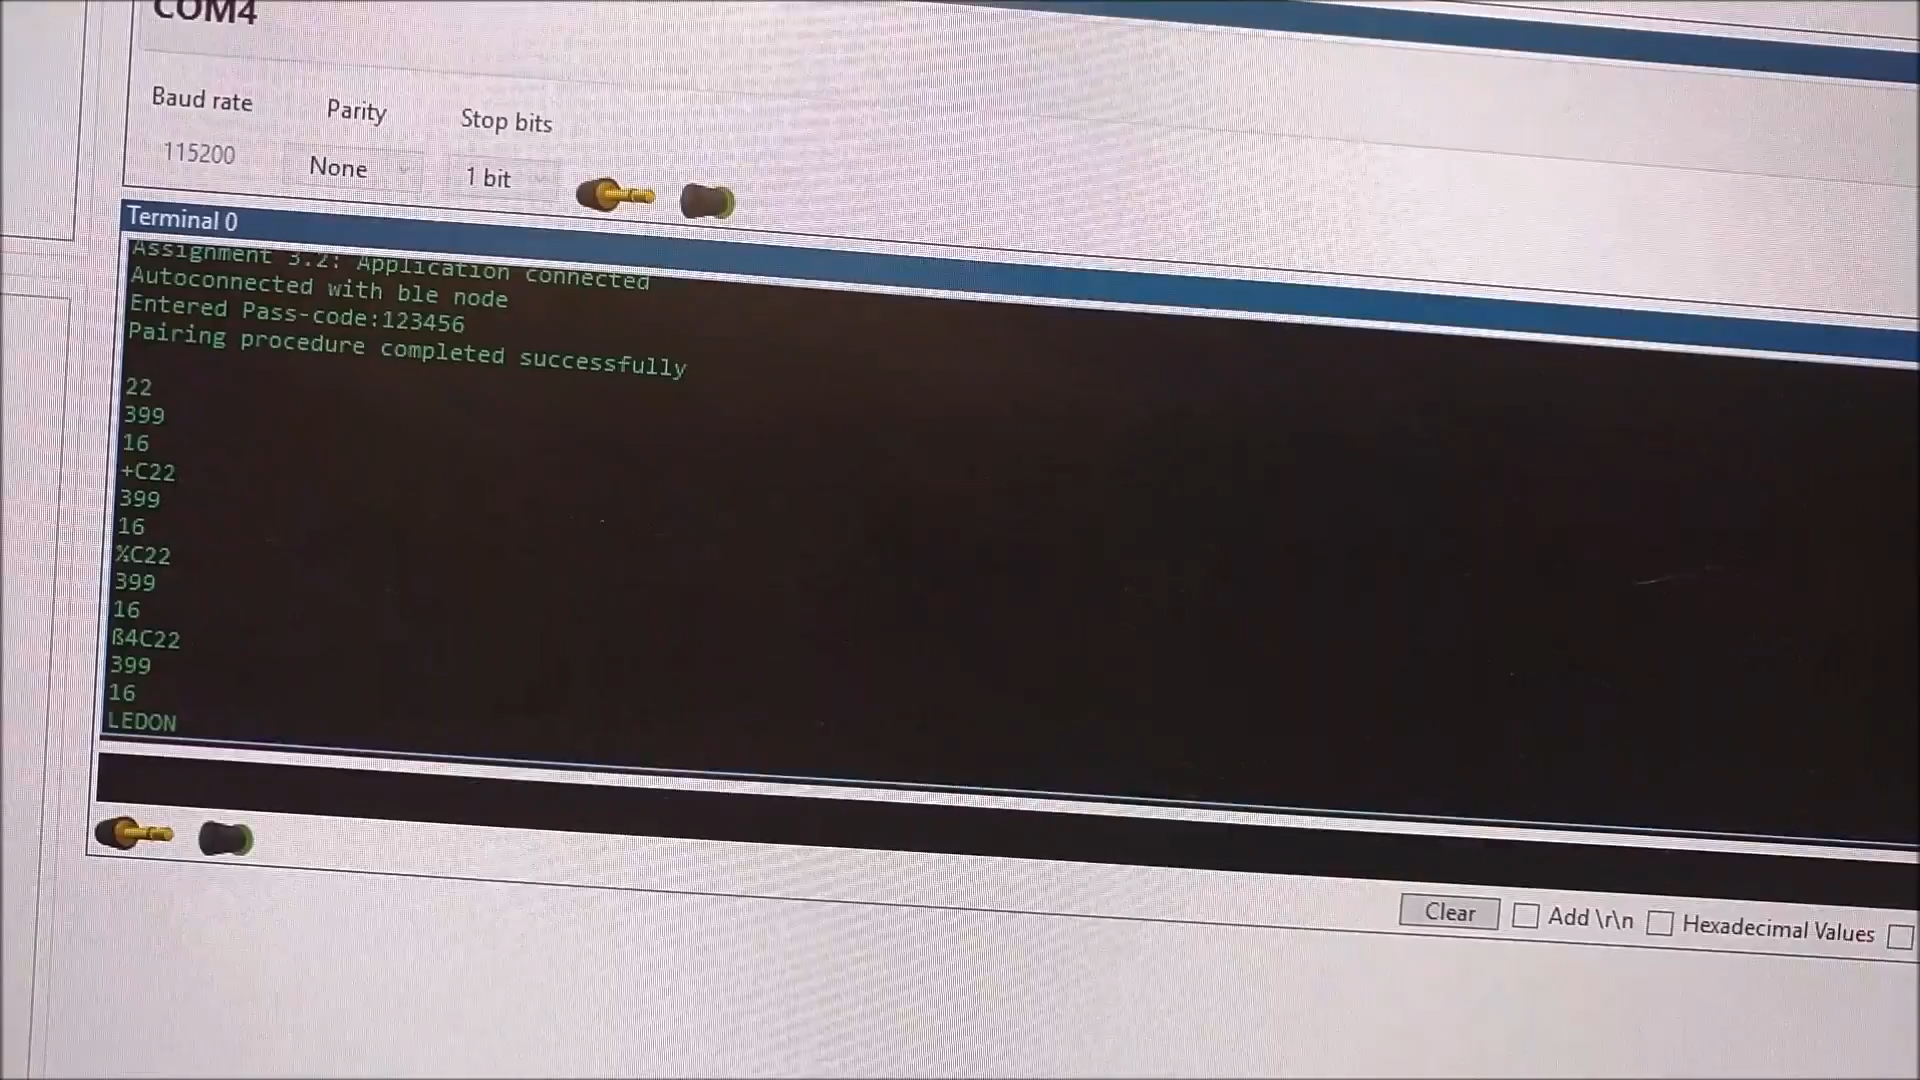 COM4
Baud rate Parity Stop bits
115200 None 1 bit
Terminal 0
Assignment 3.2: Application connected
Autoconnected with ble node
Entered Pass-code:123456
Pairing procedure completed successfully
22
399
16
+C22
399
16
¾C22
399
16
ß4C22
399
16
LEDON
Clear Add \r\n Hexadecimal Values